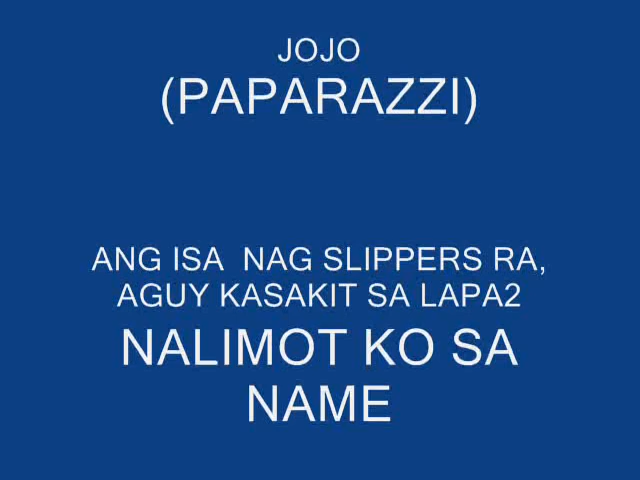 JOJO
(PAPARAZZI)
ANG ISA  NAG SLIPPERS RA,
AGUY KASAKIT SA LAPA2
NALIMOT KO SA
NAME